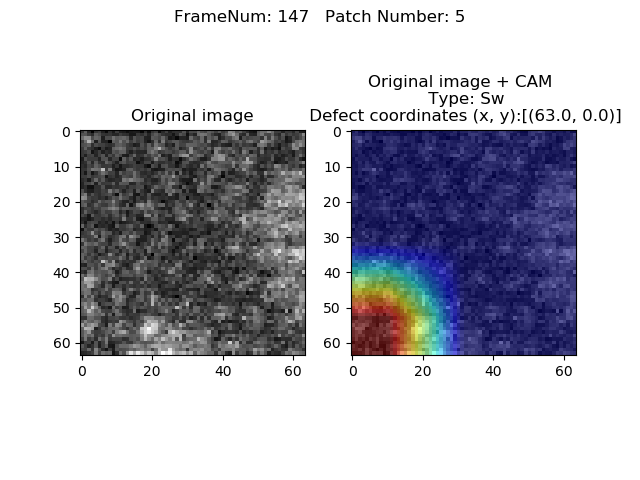 FrameNum: 147   Patch Number: 5
Original image + CAM
Type: Sw
Original image
Defect coordinates (x, y):[(63.0, 0.0)]
0
10
20
30
40
50
60
0 20 40 60
0
10
20
30
40
50
60
0 20 40 60